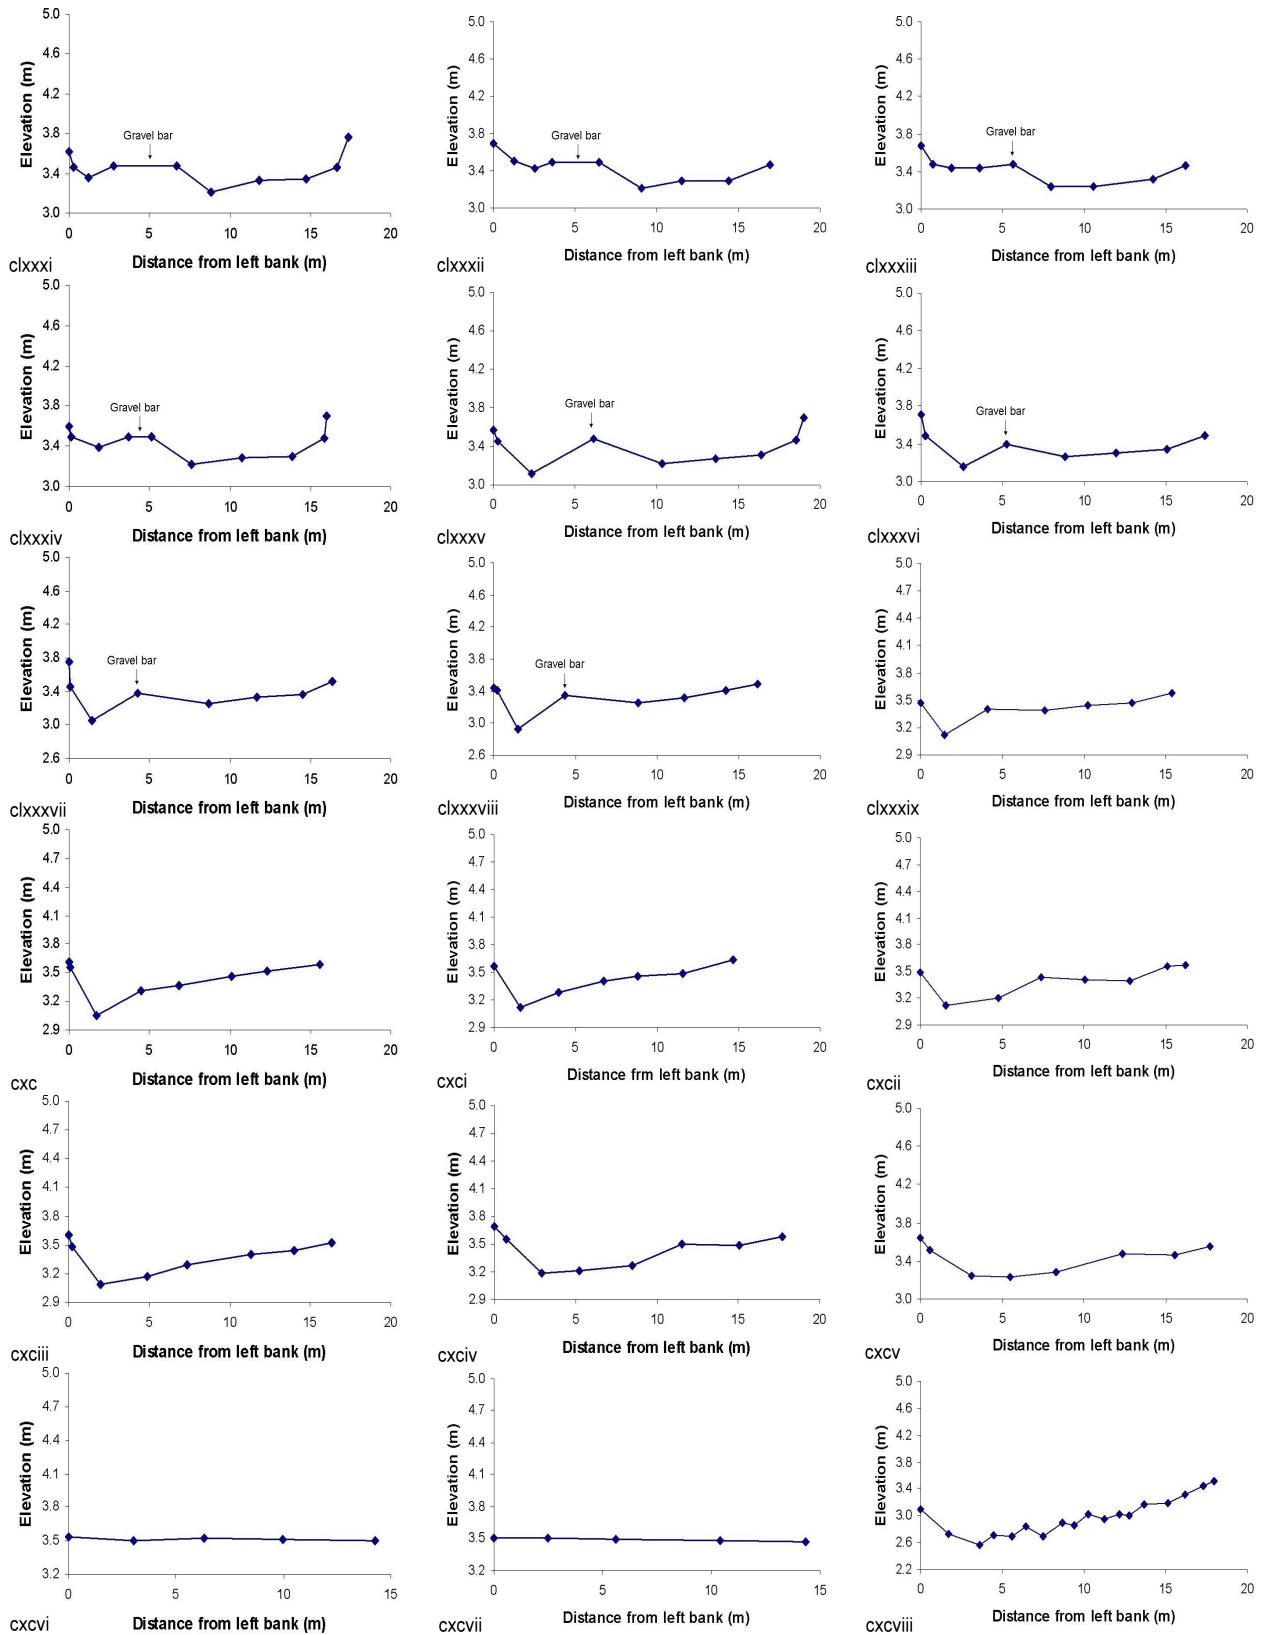 5.0
4.6
4.2
3.8
3.4
3.0
Elevation (m)
Gravel bar
0 5 10 15 20
Distance from left bank (m)
clxxxi
5.0
4.6
4.2
3.8
3.4
3.0
Elevation (m)
Gravel bar
0 5 10 15 20
Distance from left bank (m)
clxxxii
5.0
4.6
4.2
3.8
3.4
3.0
Elevation (m)
Gravel bar
0 5 10 15 20
Distance from left bank (m)
clxxxiii
5.0
4.6
4.2
3.8
3.4
3.0
Elevation (m)
Gravel bar
0 5 10 15 20
Distance from left bank (m)
clxxxiv
5.0
4.6
4.2
3.8
3.4
3.0
Elevation (m)
Gravel bar
0 5 10 15 20
Distance from left bank (m)
clxxxv
5.0
4.6
4.2
3.8
3.4
3.0
Elevation (m)
Gravel bar
0 5 10 15 20
Distance from left bank (m)
clxxxvi
5.0
4.6
4.2
3.8
3.4
3.0
2.6
Elevation (m)
Gravel bar
0 5 10 15 20
Distance from left bank (m)
clxxxvii
5.0
4.6
4.2
3.8
3.4
3.0
2.6
Elevation (m)
Gravel bar
0 5 10 15 20
Distance from left bank (m)
clxxxviii
5.0
4.7
4.4
4.1
3.8
3.5
3.2
2.9
Elevation (m)
0 5 10 15 20
Distance from left bank (m)
clxxxix
5.0
4.7
4.4
4.1
3.8
3.5
3.2
2.9
Elevation (m)
0 5 10 15 20
Distance from left bank (m)
cxc
5.0
4.7
4.4
4.1
3.8
3.5
3.2
2.9
Elevation (m)
0 5 10 15 20
Distance frm left bank (m)
cxci
5.0
4.7
4.4
4.1
3.8
3.5
3.2
2.9
Elevation (m)
0 5 10 15 20
Distance from left bank (m)
cxcii
5.0
4.7
4.4
4.1
3.8
3.5
3.2
2.9
Elevation (m)
0 5 10 15 20
Distance from left bank (m)
cxciii
5.0
4.7
4.4
4.1
3.8
3.5
3.2
2.9
Elevation (m)
0 5 10 15 20
Distance from left bank (m)
cxciv
5.0
4.6
4.2
3.8
3.4
3.0
Elevation (m)
0 5 10 15 20
Distance from left bank (m)
cxcv
5.0
4.7
4.4
4.1
3.8
3.5
3.2
Elevation (m)
0 5 10 15
Distance from left bank (m)
cxcvi
5.0
4.7
4.4
4.1
3.8
3.5
3.2
Elevation (m)
0 5 10 15
Distance from left bank (m)
cxcvii
5.0
4.6
4.2
3.8
3.4
3.0
2.6
2.2
Elevation (m)
0 5 10 15 20
Distance from left bank (m)
cxcviii